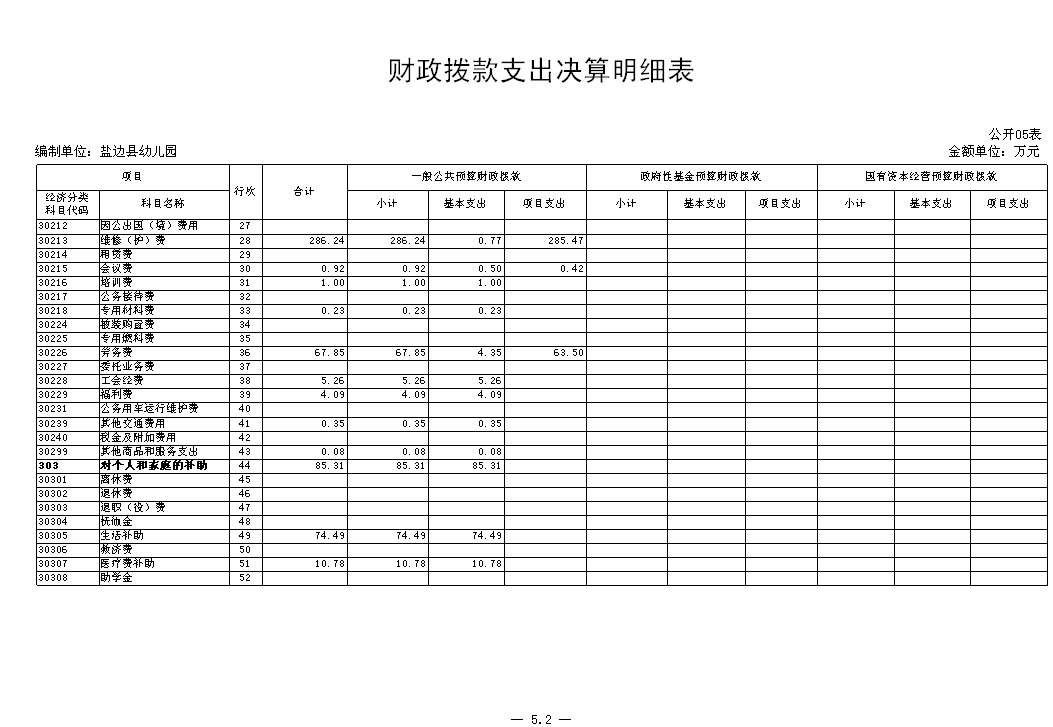 财政拨款支出决算明细表
公开05表
编制单位：盐边县幼儿园 金额单位：万元
项目 行次 合计 一般公共预算财政拨款 政府性基金预算财政拨款 国有资本经营预算财政拨款
经济分类科目代码 科目名称 小计 基本支出 项目支出 小计 基本支出 项目支出 小计 基本支出 项目支出
30212 因公出国（境）费用 27
30213 维修（护）费 28 286.24 286.24 0.77 285.47
30214 租赁费 29
30215 会议费 30 0.92 0.92 0.50 0.42
30216 培训费 31 1.00 1.00 1.00
30217 公务接待费 32
30218 专用材料费 33 0.23 0.23 0.23
30224 被装购置费 34
30225 专用燃料费 35
30226 劳务费 36 67.85 67.85 4.35 63.50
30227 委托业务费 37
30228 工会经费 38 5.26 5.26 5.26
30229 福利费 39 4.09 4.09 4.09
30231 公务用车运行维护费 40
30239 其他交通费用 41 0.35 0.35 0.35
30240 税金及附加费用 42
30299 其他商品和服务支出 43 0.08 0.08 0.08
303 对个人和家庭的补助 44 85.31 85.31 85.31
30301 离休费 45
30302 退休费 46
30303 退职（役）费 47
30304 抚恤金 48
30305 生活补助 49 74.49 74.49 74.49
30306 救济费 50
30307 医疗费补助 51 10.78 10.78 10.78
30308 助学金 52
— 5.2 —